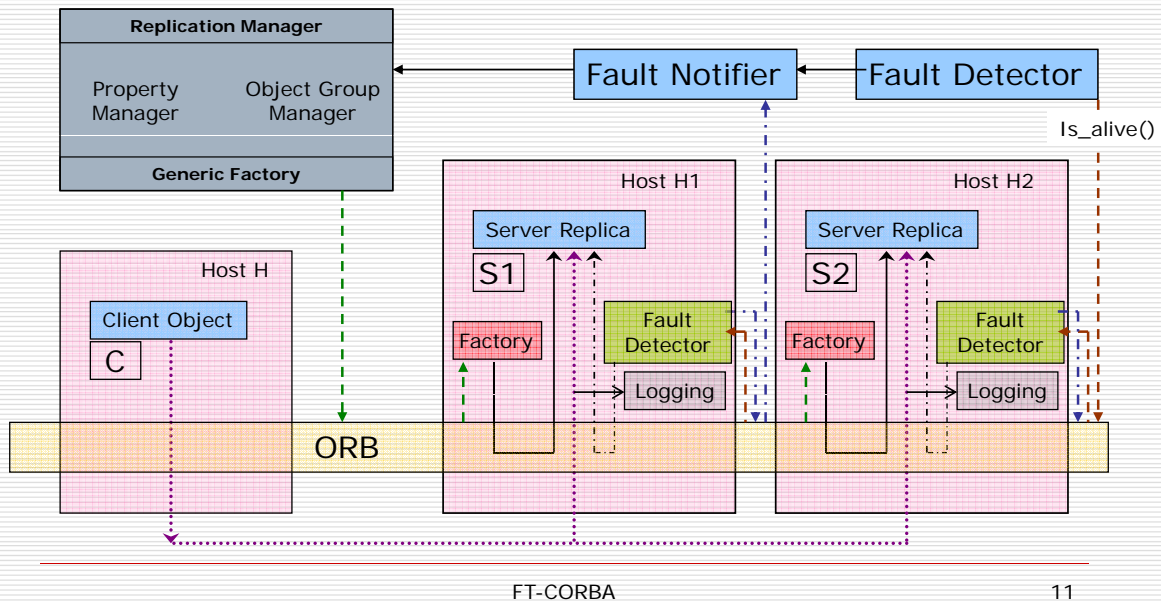 Replication Manager
Property
Manager
Object Group
Manager
Generic Factory
Fault Notifier
Fault Detector
Is_alive()
Host H
Client Object
C
Host H1
Server Replica
S1
Factory
Fault
Detector
Logging
Host H2
Server Replica
S2
Factory
Fault
Detector
Logging
ORB
FT-CORBA
11